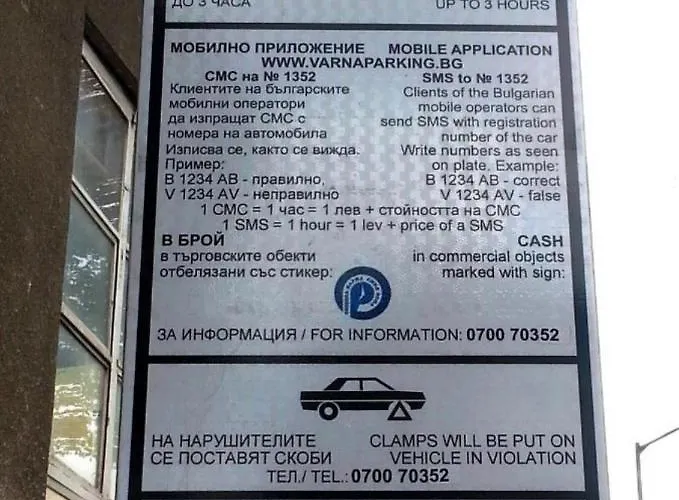 ДО 3 ЧАСА UP TO 3 HOURS
МОБИЛНО ПРИЛОЖЕНИЕ MOBILE APPLICATION
WWW.VARNAPARKING.BG
СМС на № 1352 SMS to № 1352
Клиентите на българските Clients of the Bulgarian
мобилни оператори mobile operators can
да изпращат СМС с send SMS with registration
номера на автомобила number of the car
Изписва се, както се вижда. Write numbers as seen
Пример: on plate. Example:
В 1234 АВ - правилно, B 1234 AB - correct
V 1234 AV - неправилно V 1234 AV - false
1 СМС = 1 час = 1 лев + стойността на СМС
1 SMS = 1 hour = 1 lev + price of a SMS
В БРОЙ CASH
в търговските обекти in commercial objects
отбелязани със стикер: marked with sign:
ЗА ИНФОРМАЦИЯ / FOR INFORMATION: 0700 70352
НА НАРУШИТЕЛИТЕ CLAMPS WILL BE PUT ON
СЕ ПОСТАВЯТ СКОБИ VEHICLE IN VIOLATION
ТЕЛ./ TEL.: 0700 70352